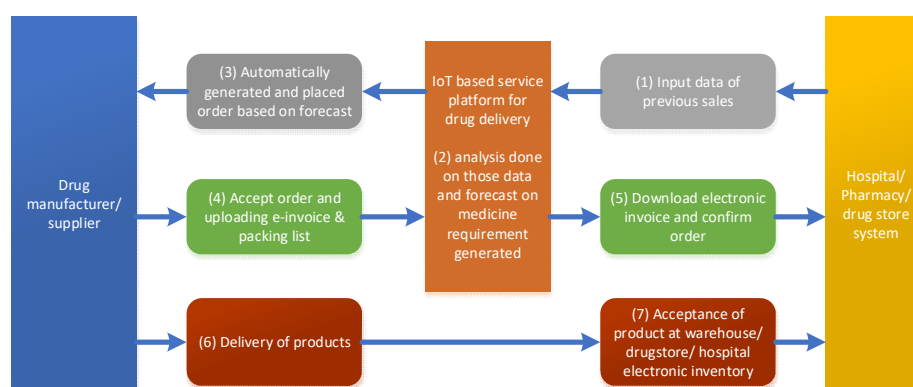 Drug
manufacturer/
supplier
(3) Automatically
generated and placed
order based on forecast
(4) Accept order and
uploading e-invoice &
packing list
(6) Delivery of products
IoT based service
platform for
drug delivery
(2) analysis done
on those data
and forecast on
medicine
requirement
generated
(1) Input data of
previous sales
(5) Download electronic
invoice and confirm
order
(7) Acceptance of
product at warehouse/
drugstore/ hospital
electronic inventory
Hospital/
Pharmacy/
drug store
system